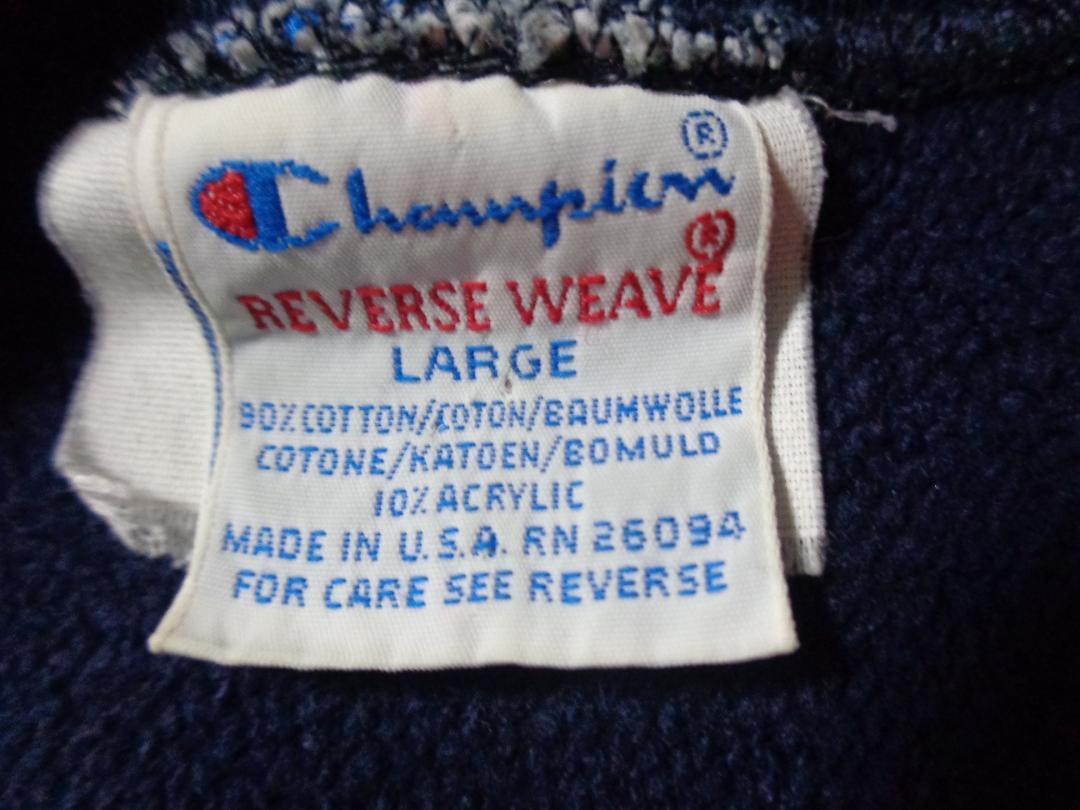 Champion®
®
REVERSE WEAVE
LARGE
90% COTTON/COTON/BAUMWOLLE
COTONE/KATOEN/BOMULD
10% ACRYLIC
MADE IN U.S.A. RN 26094
FOR CARE SEE REVERSE